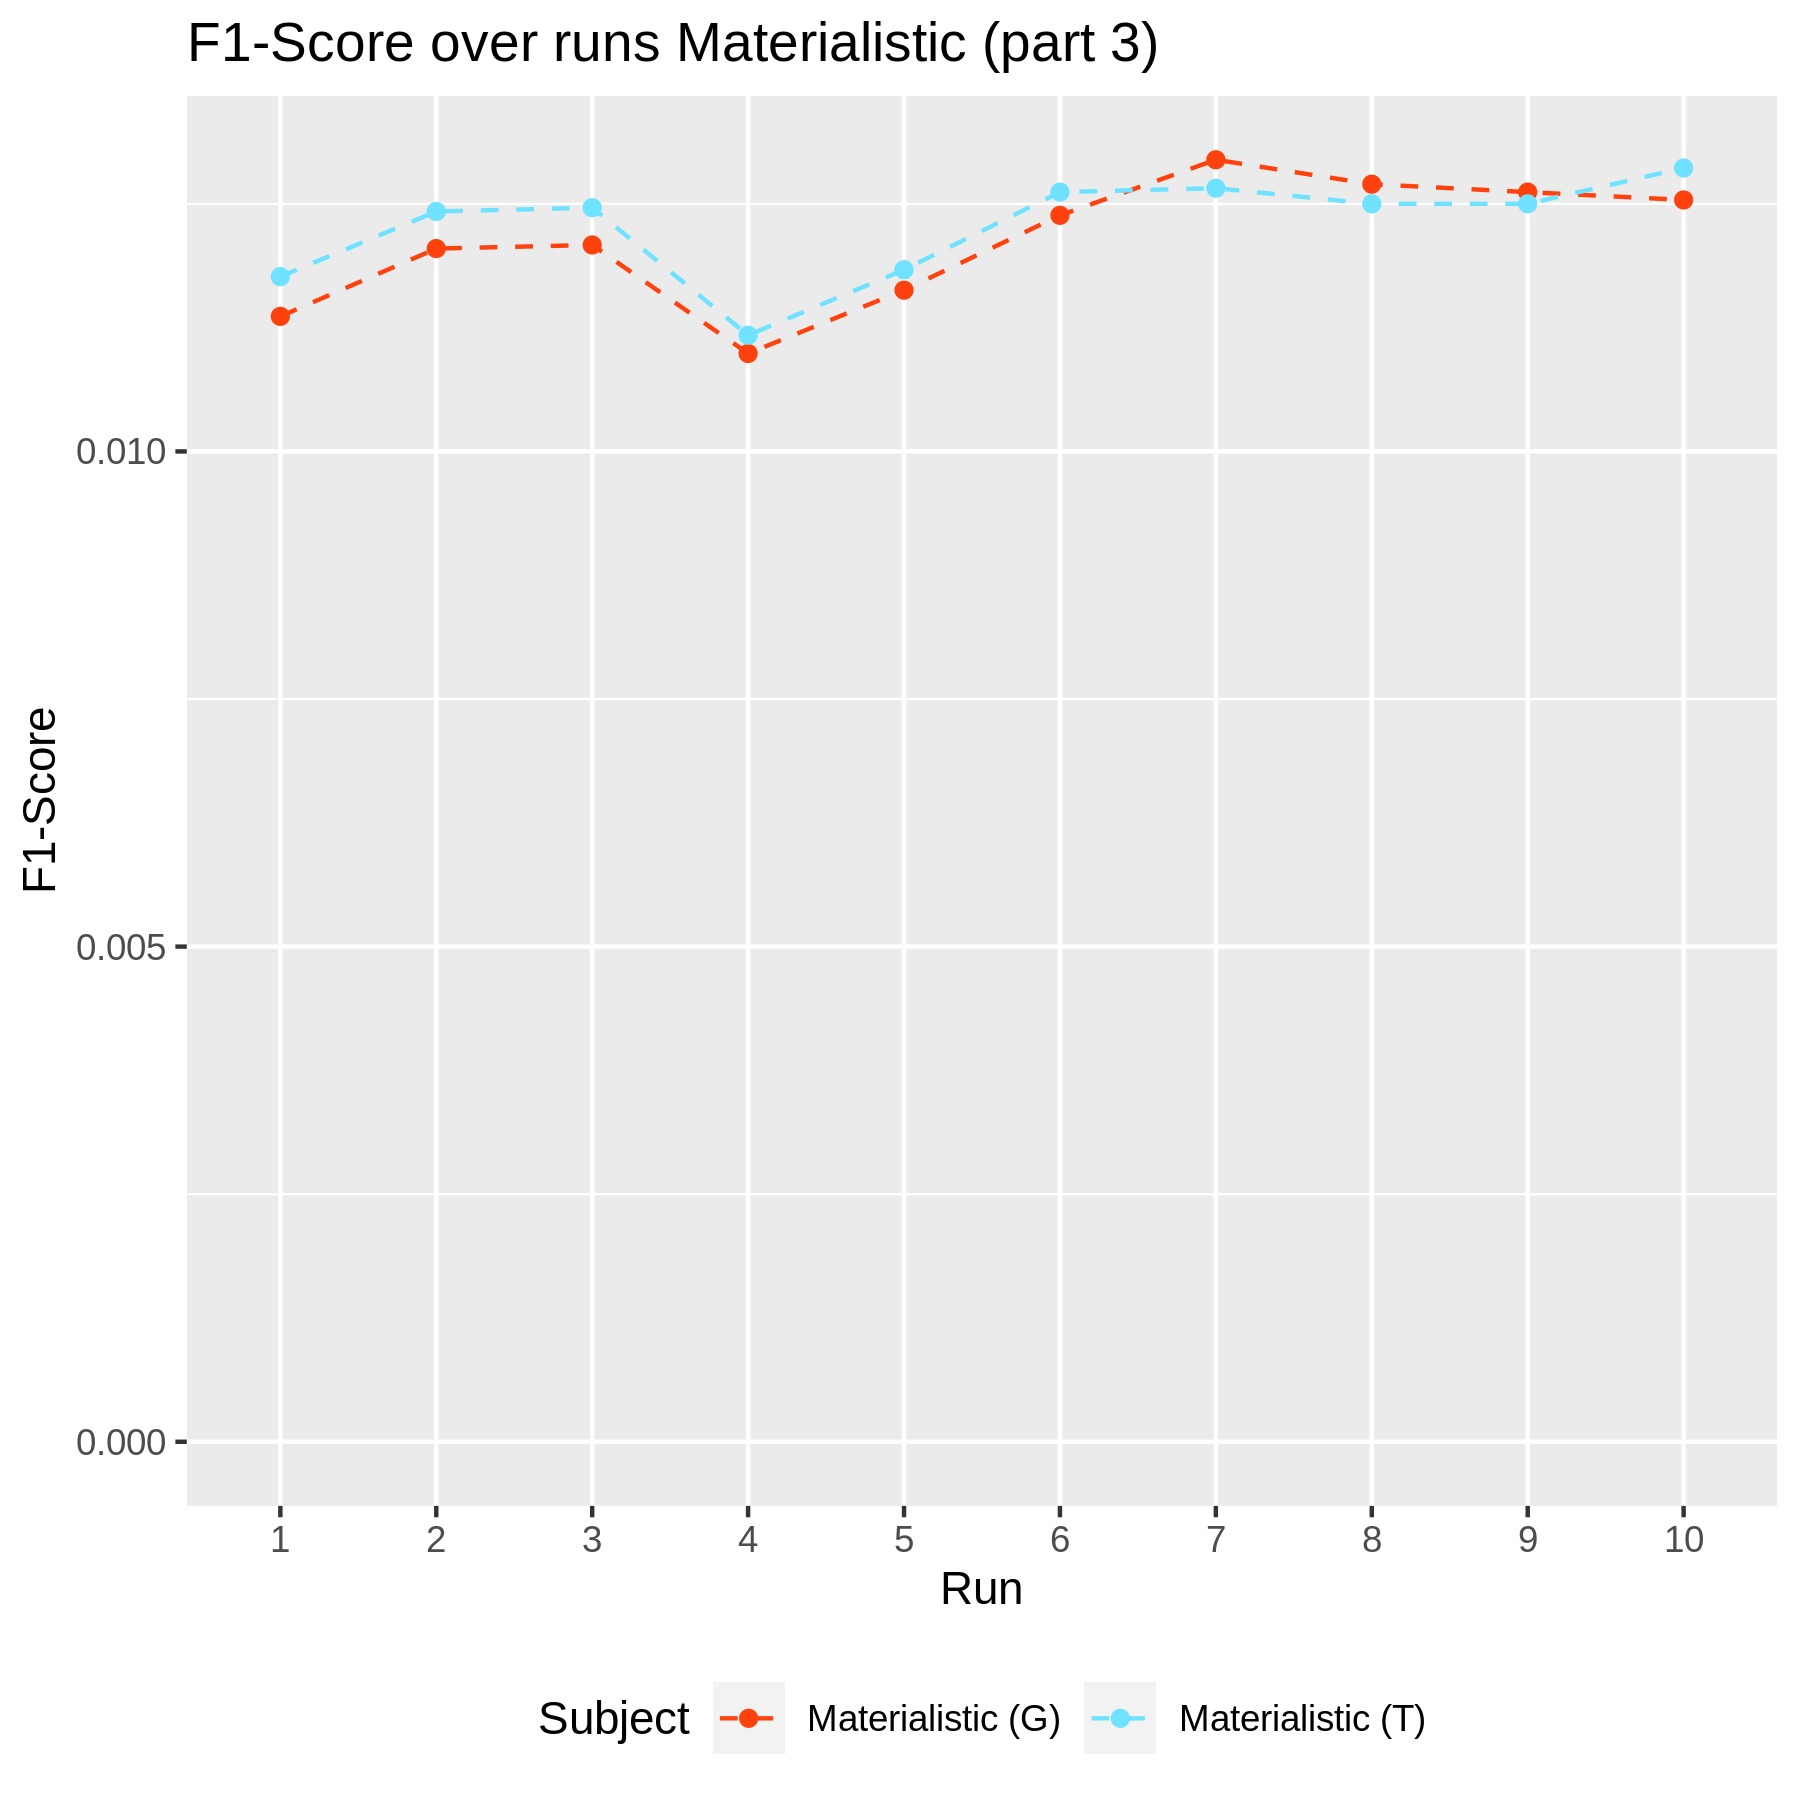 F1-Score over runs Materialistic (part 3)
F1-Score
0.010
0.005
0.000
1 2 3 4 5 6 7 8 9 10
Run
Subject Materialistic (G) Materialistic (T)